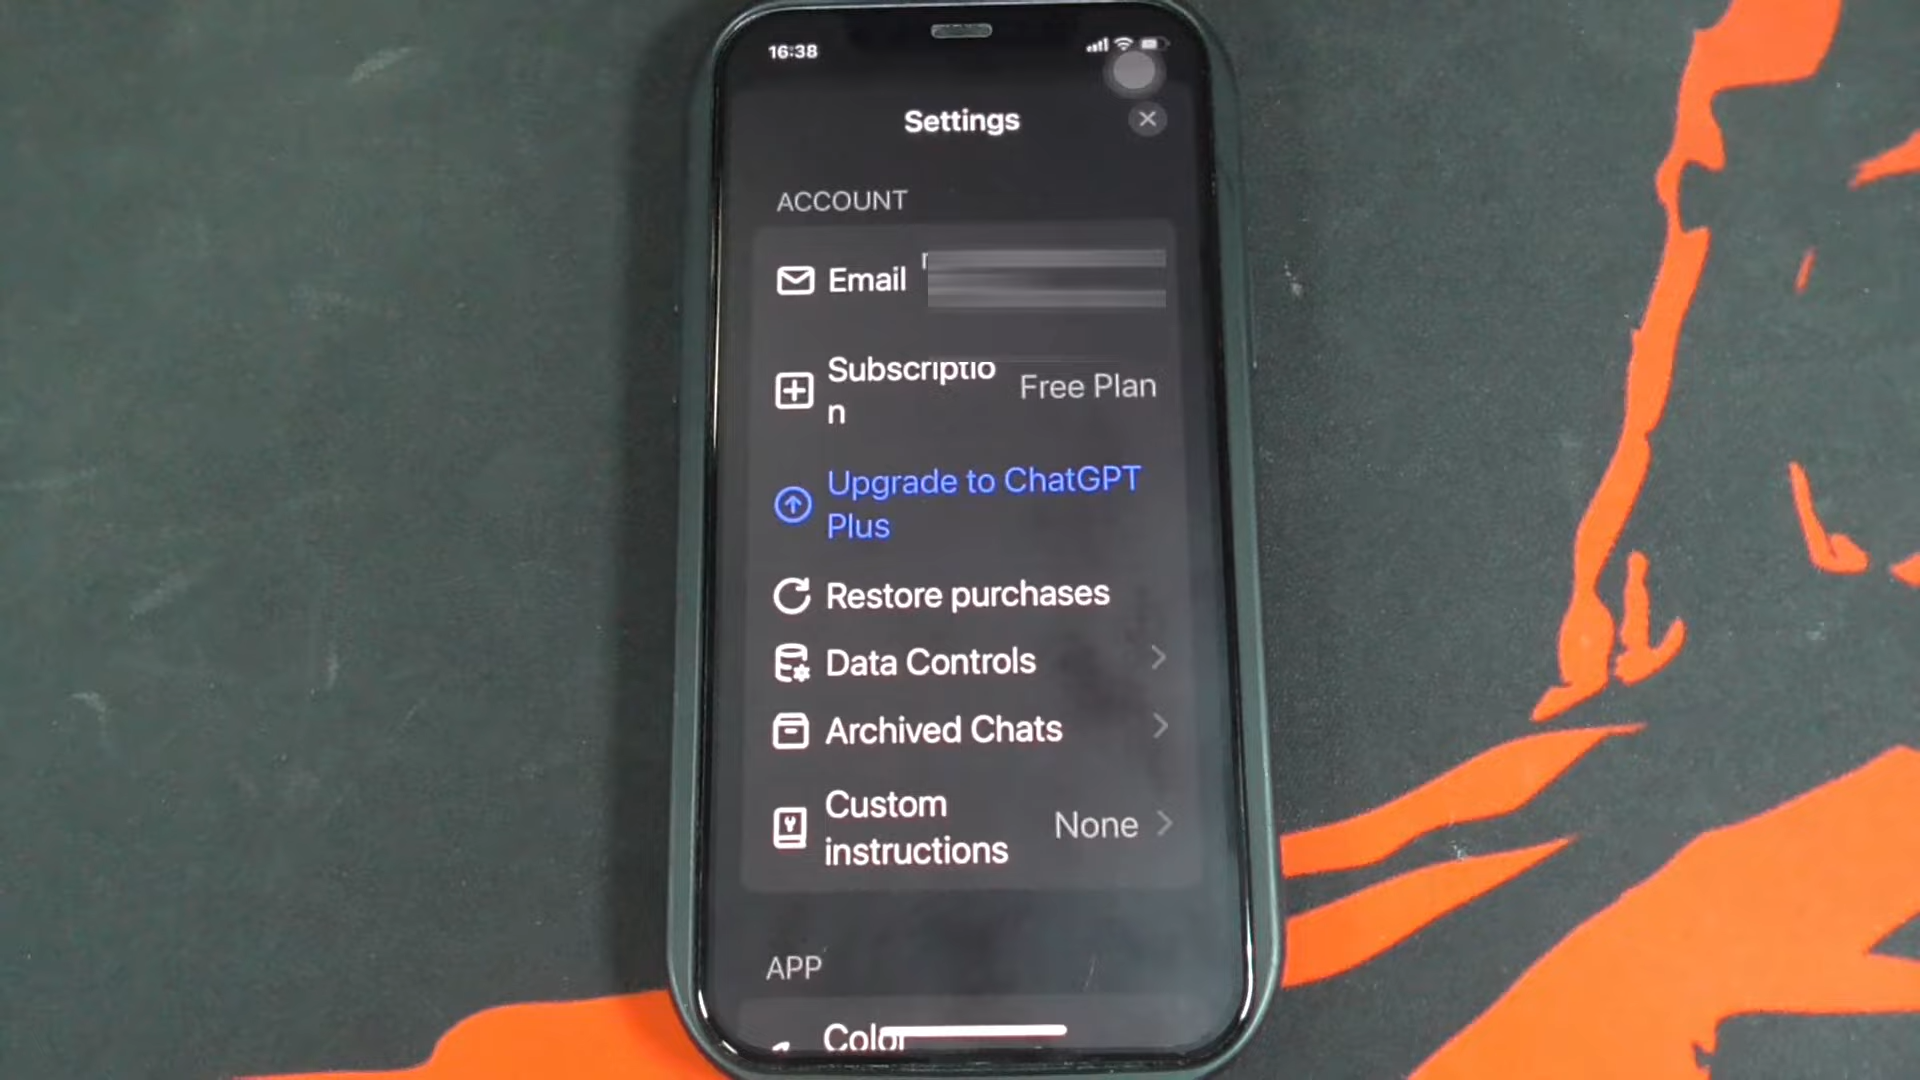 16:38
Settings
ACCOUNT
Email
Subscriptio
n
Free Plan
Upgrade to ChatGPT
Plus
Restore purchases
Data Controls
Archived Chats
Custom
instructions
None
APP
Color